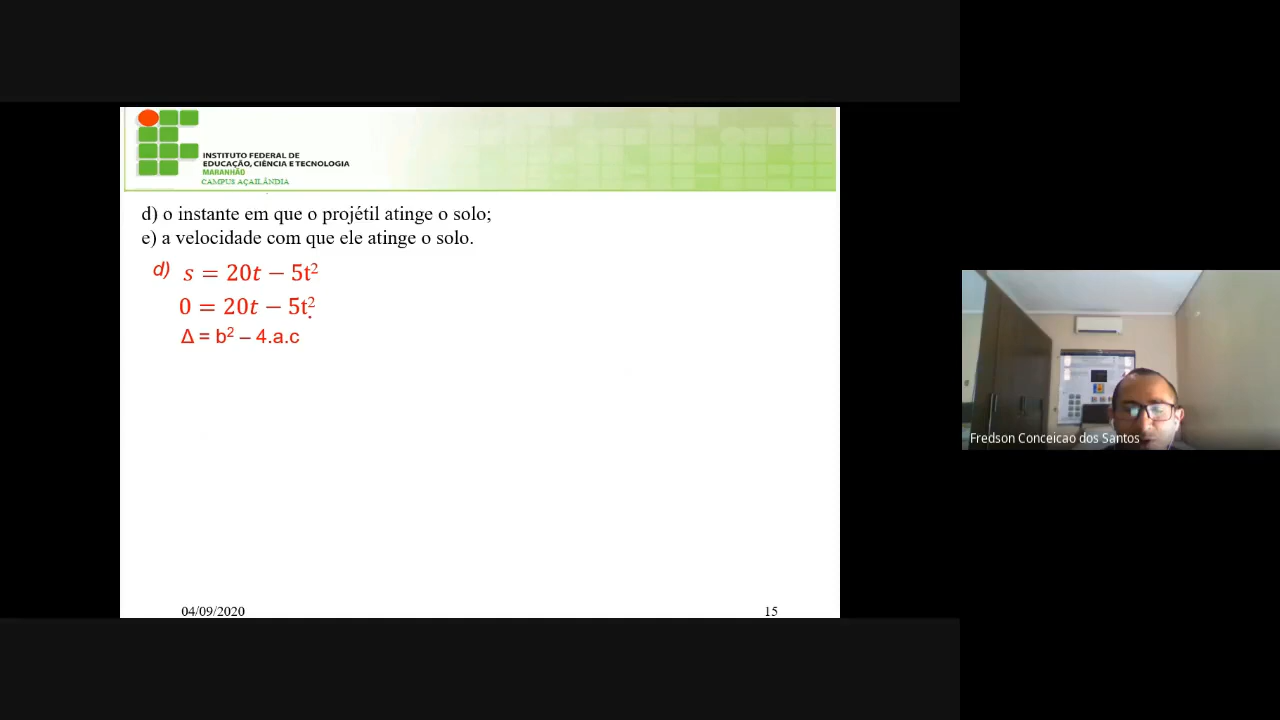 INSTITUTO FEDERAL DE
EDUCAÇÃO, CIÊNCIA E TECNOLOGIA
MARANHÃO
CAMPUS AÇAILÂNDIA
d) o instante em que o projétil atinge o solo;
e) a velocidade com que ele atinge o solo.
d) s = 20t − 5t²
0 = 20t − 5t²
Δ = b² – 4.a.c
Fredson Conceicao dos Santos
04/09/2020
15